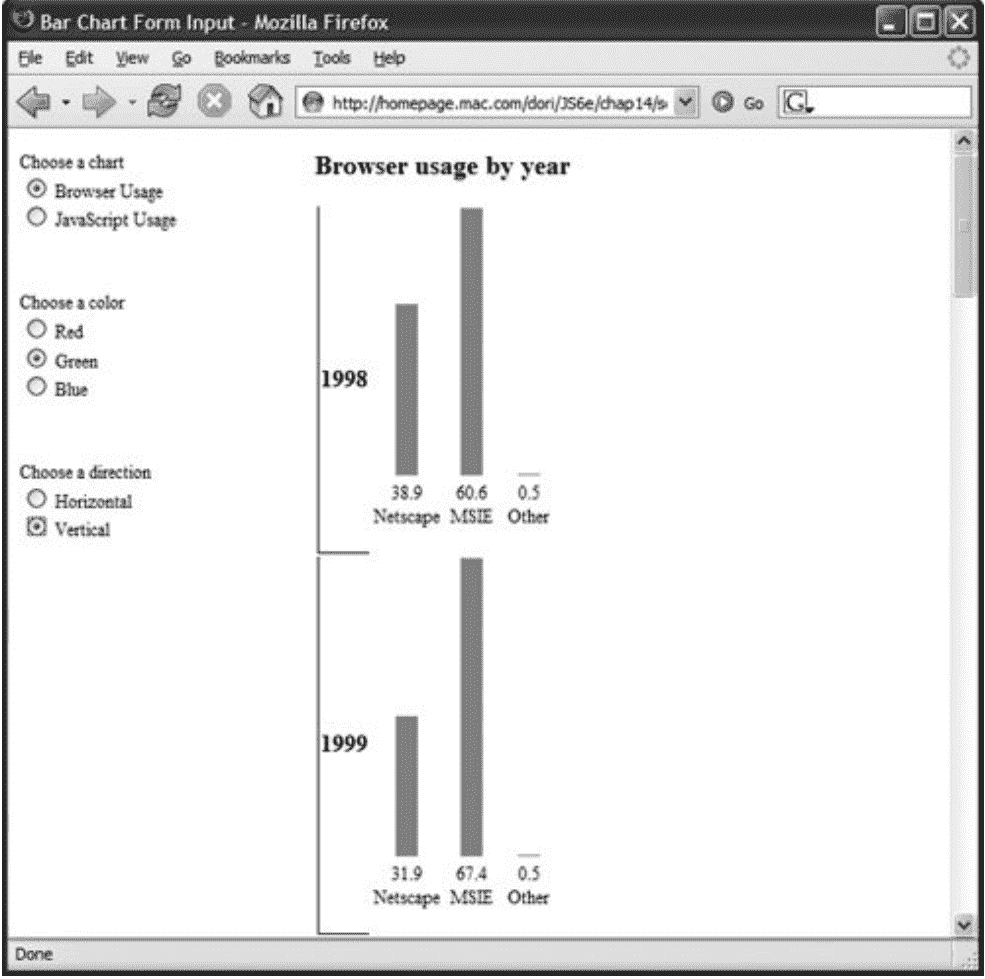 Bar Chart Form Input - Mozilla Firefox
File Edit View Go Bookmarks Tools Help
http://homepage.mac.com/dori/JS6e/chap14/s Go G
Choose a chart
Browser Usage
JavaScript Usage
Choose a color
Red
Green
Blue
Choose a direction
Horizontal
Vertical
Browser usage by year
1998
38.9 60.6 0.5
Netscape MSIE Other
1999
31.9 67.4 0.5
Netscape MSIE Other
Done